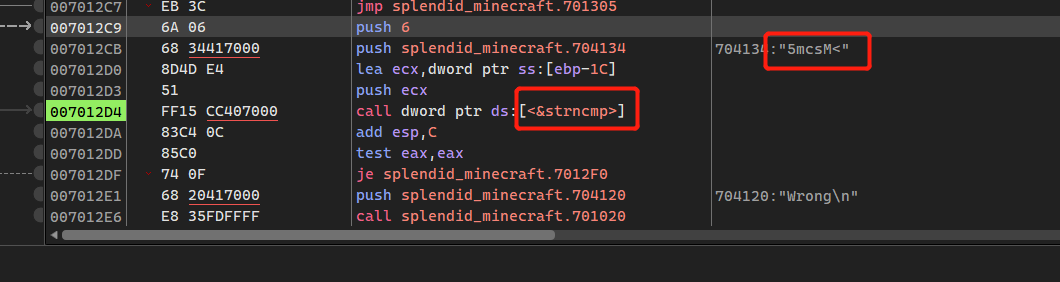 007012C7 EB 3C jmp splendid_minecraft.701305
007012C9 6A 06 push 6
007012CB 68 34417000 push splendid_minecraft.704134 704134:"5mcsM<"
007012D0 8D4D E4 lea ecx,dword ptr ss:[ebp-1C]
007012D3 51 push ecx
007012D4 FF15 CC407000 call dword ptr ds:[<&strncmp>]
007012DA 83C4 0C add esp,C
007012DD 85C0 test eax,eax
007012DF 74 0F je splendid_minecraft.7012F0
007012E1 68 20417000 push splendid_minecraft.704120 704120:"Wrong\n"
007012E6 E8 35FDFFFF call splendid_minecraft.701020